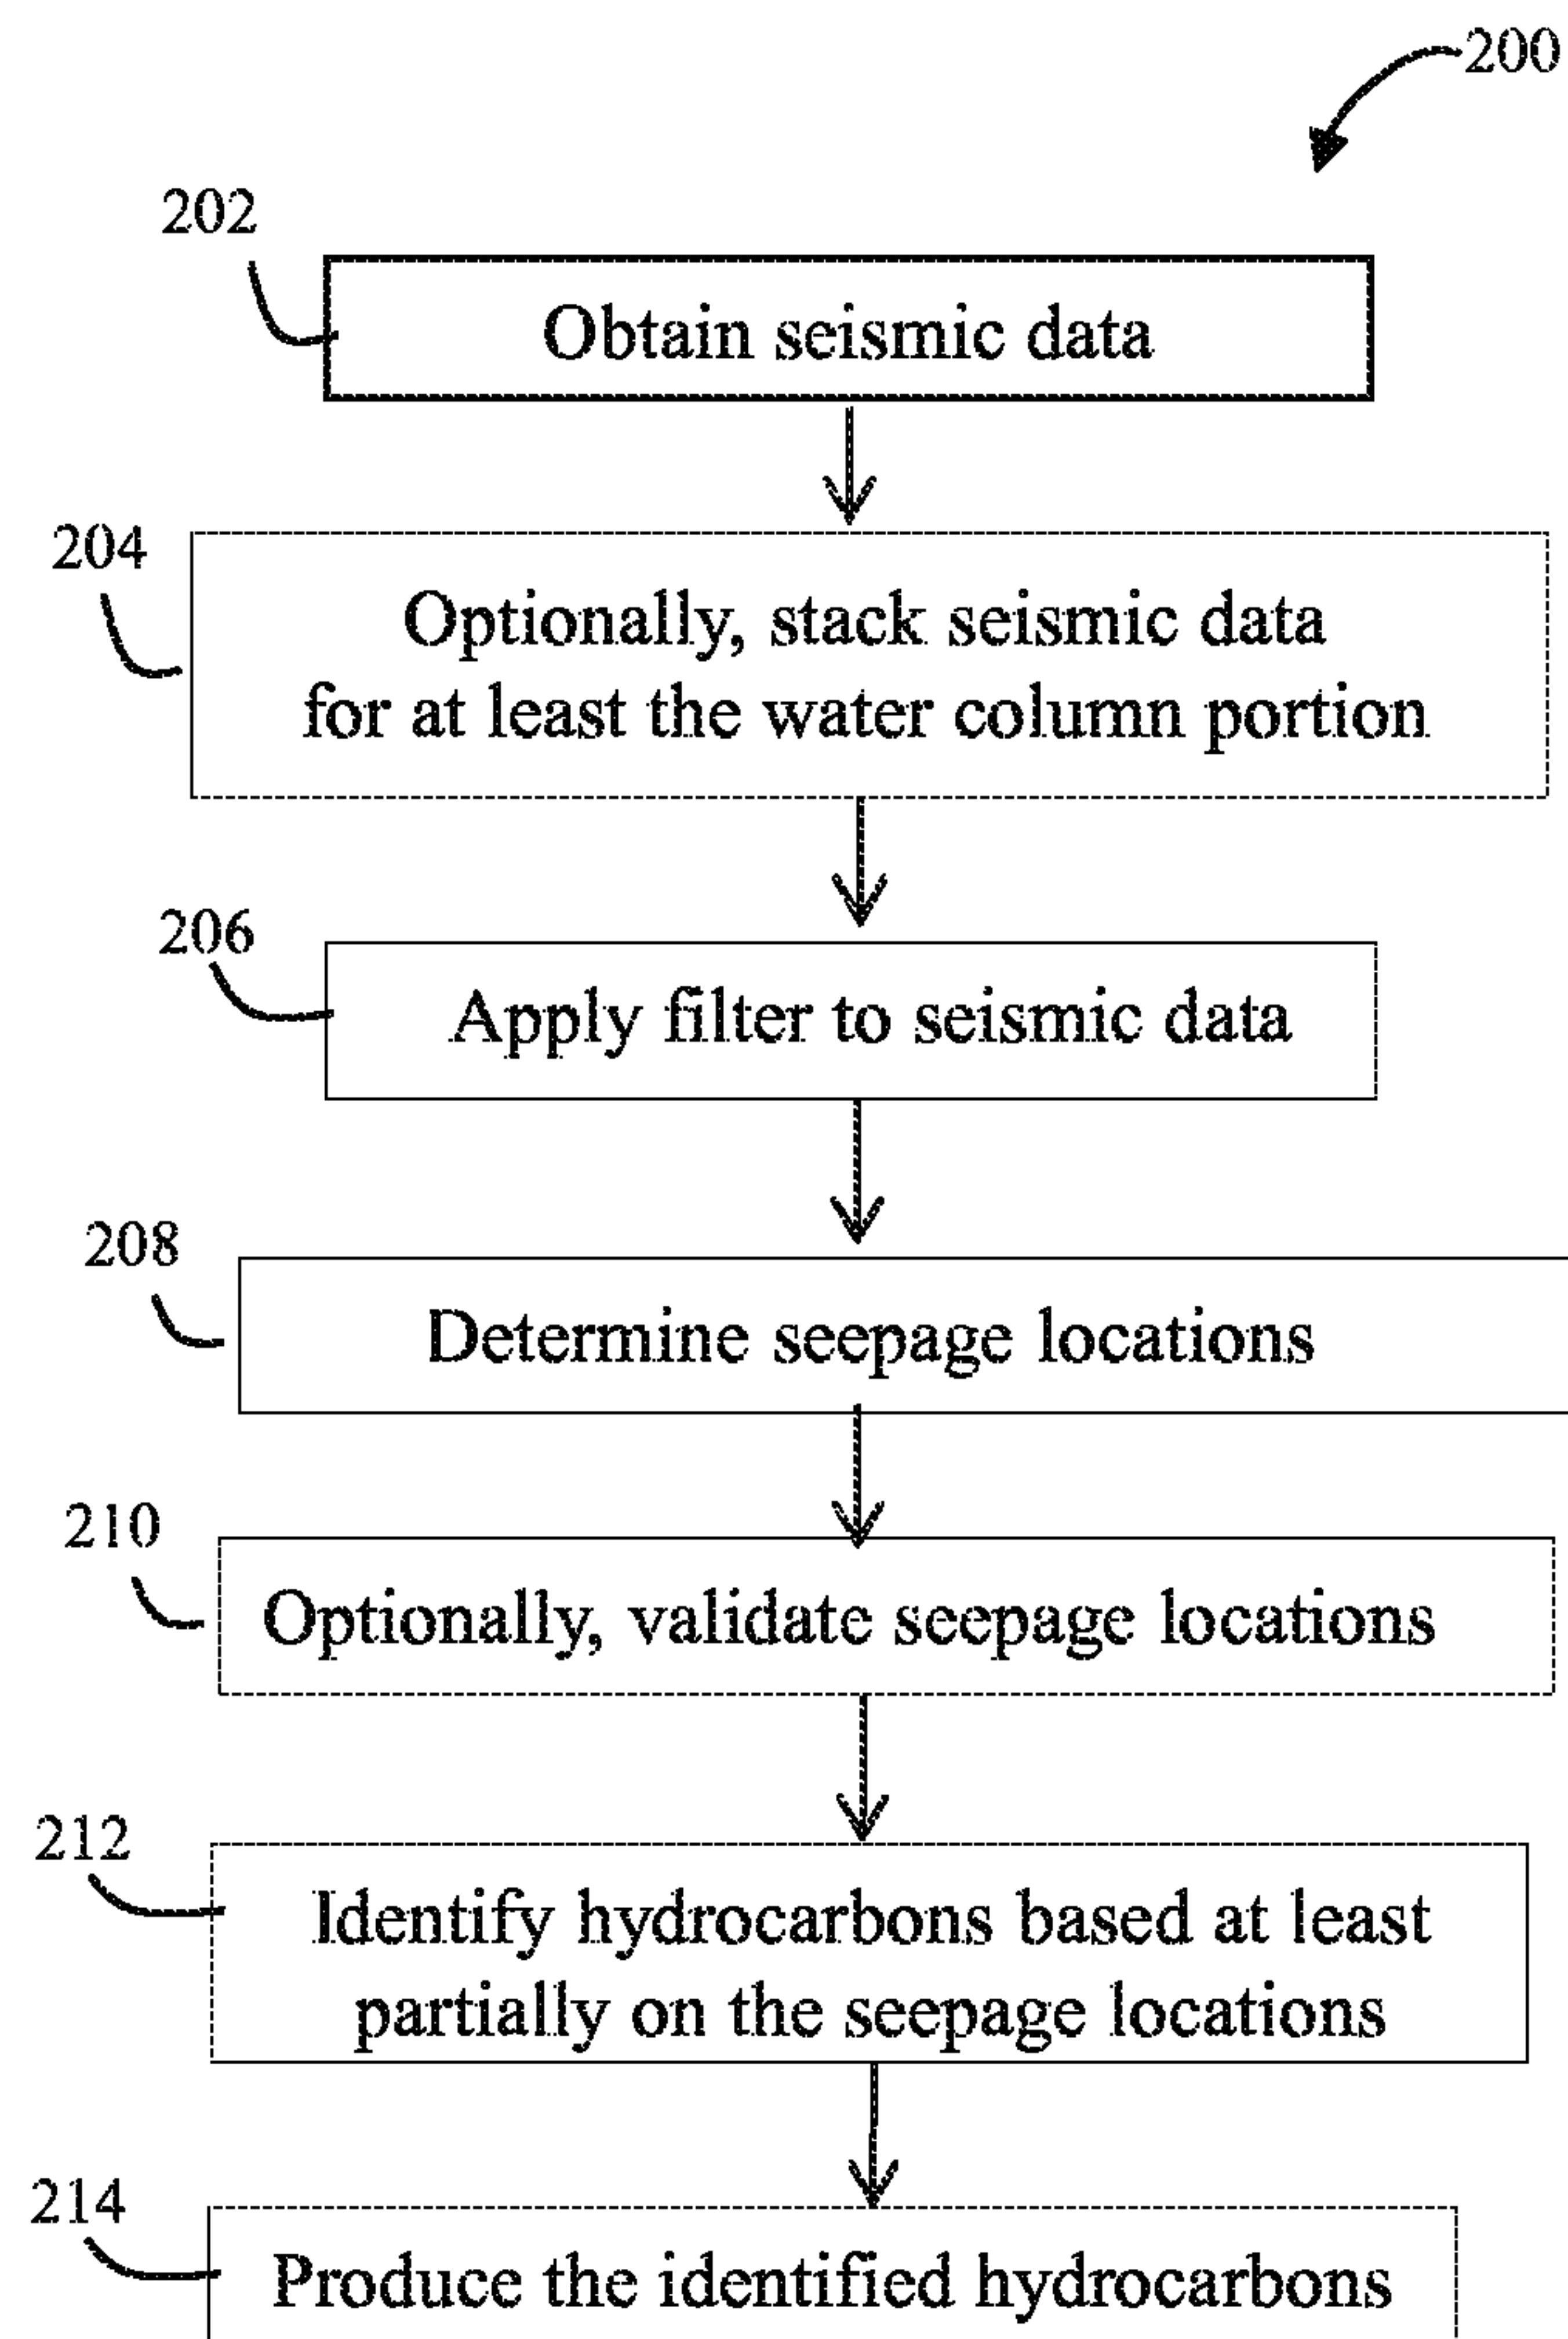 200
202
Obtain seismic data
204
Optionally, stack seismic data
for at least the water column portion
206
Apply filter to seismic data
208
Determine seepage locations
210
Optionally, validate seepage locations
212
Identify hydrocarbons based at least
partially on the seepage locations
214
Produce the identified hydrocarbons